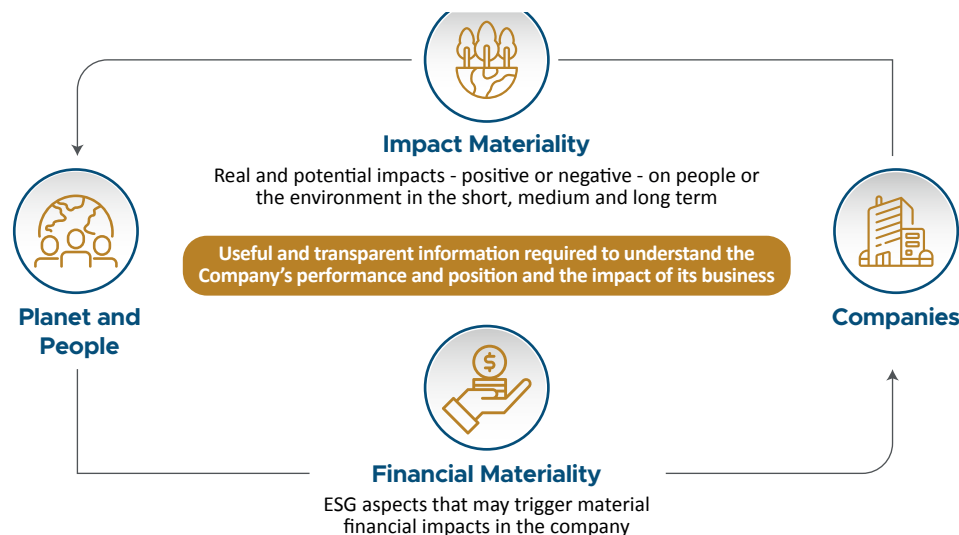 Impact Materiality
Real and potential impacts - positive or negative - on people or
the environment in the short, medium and long term
Useful and transparent information required to understand the
Company's performance and position and the impact of its business
Planet and
People
Companies
$
Financial Materiality
ESG aspects that may trigger material
financial impacts in the company